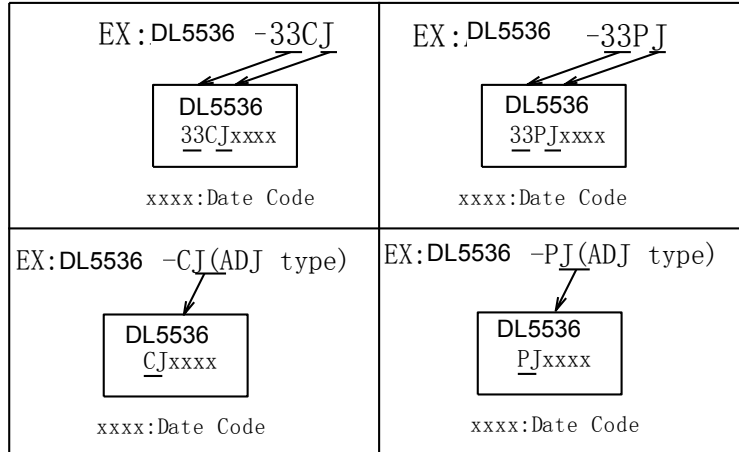 EX: DL5536 -33CJ
DL5536
33CJxxxx
xxxx:Date Code
EX: DL5536 -33PJ
DL5536
33PJxxxx
xxxx:Date Code
EX:DL5536 -CJ(ADJ type)
DL5536
CJxxxx
xxxx:Date Code
EX:DL5536 -PJ(ADJ type)
DL5536
PJxxxx
xxxx:Date Code